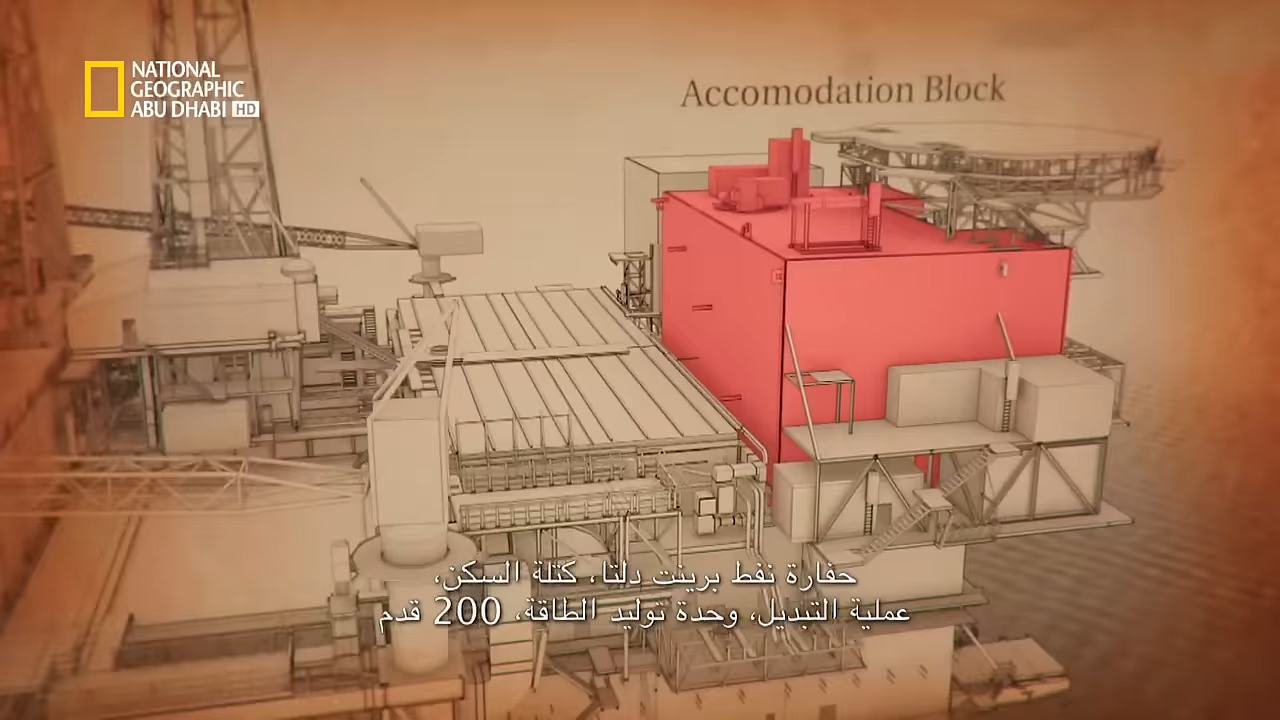 NATIONAL
GEOGRAPHIC
ABU DHABI HD
Accomodation Block
حفارة نفط برينت دلتا، كتلة السكن،
عملية التبديل، وحدة توليد الطاقة، 200 قدم